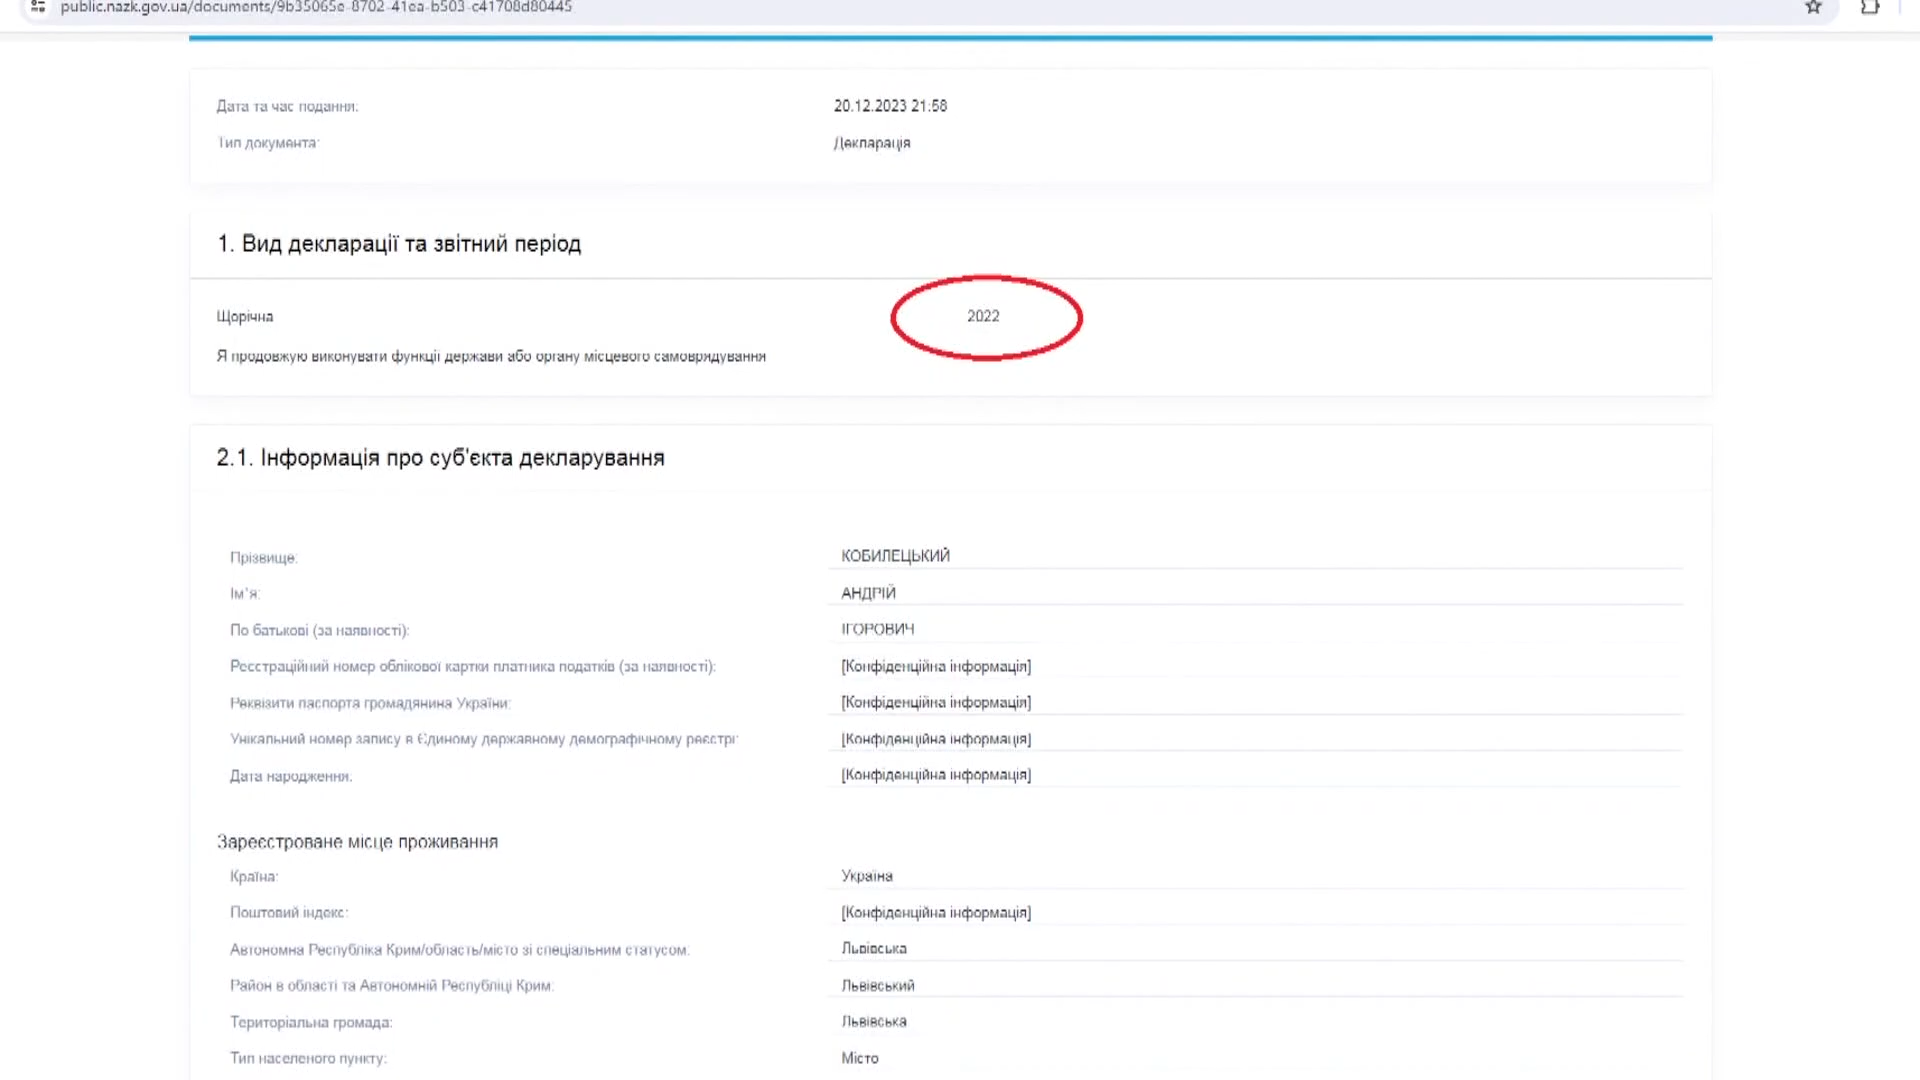 public.nazk.gov.ua/documents/9b35065e-8702-41ea-b503-c41708d80445
Дата та час подання: 20.12.2023 21:58
Тип документа: Декларація
1. Вид декларації та звітний період
Щорічна 2022
Я продовжую виконувати функції держави або органу місцевого самоврядування
2.1. Інформація про суб'єкта декларування
Прізвище: КОБИЛЕЦЬКИЙ
Ім'я: АНДРІЙ
По батькові (за наявності): ІГОРОВИЧ
Реєстраційний номер облікової картки платника податків (за наявності): [Конфіденційна інформація]
Реквізити паспорта громадянина України: [Конфіденційна інформація]
Унікальний номер запису в Єдиному державному демографічному реєстрі: [Конфіденційна інформація]
Дата народження: [Конфіденційна інформація]
Зареєстроване місце проживання
Країна: Україна
Поштовий індекс: [Конфіденційна інформація]
Автономна Республіка Крим/область/місто зі спеціальним статусом: Львівська
Район в області та Автономній Республіці Крим: Львівський
Територіальна громада: Львівська
Тип населеного пункту: Місто